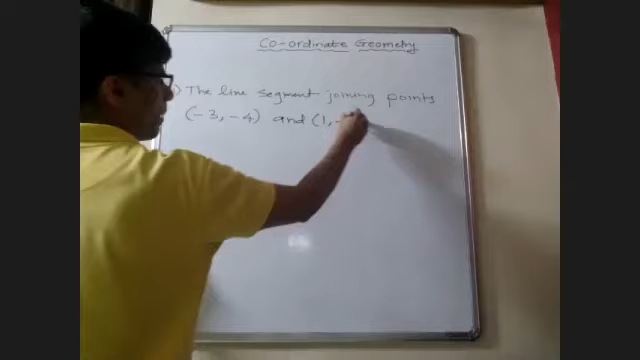 Co-ordinate Geometry
) The line segment joining points
(-3, -4) and (1, -